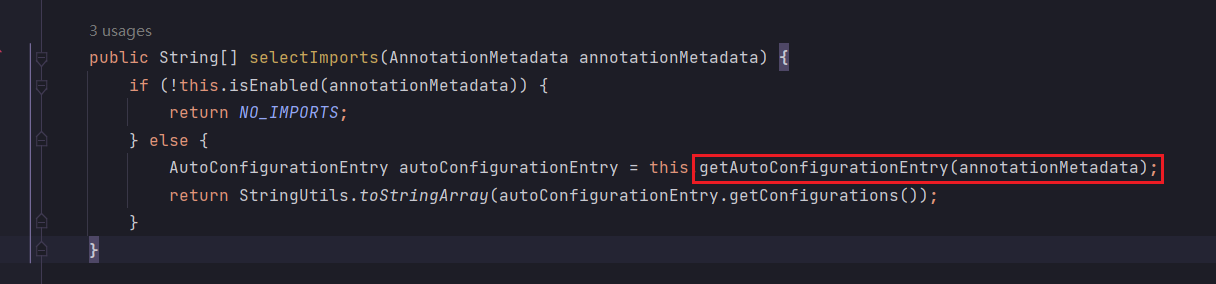 3 usages
public String[] selectImports(AnnotationMetadata annotationMetadata) {
    if (!this.isEnabled(annotationMetadata)) {
        return NO_IMPORTS;
    } else {
        AutoConfigurationEntry autoConfigurationEntry = this.getAutoConfigurationEntry(annotationMetadata);
        return StringUtils.toStringArray(autoConfigurationEntry.getConfigurations());
    }
}